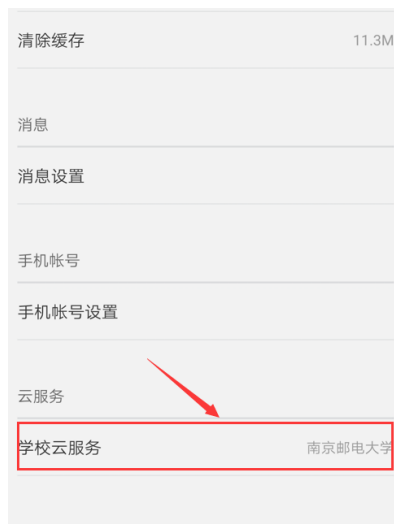 清除缓存 11.3M
消息
消息设置
手机帐号
手机帐号设置
云服务
学校云服务 南京邮电大学